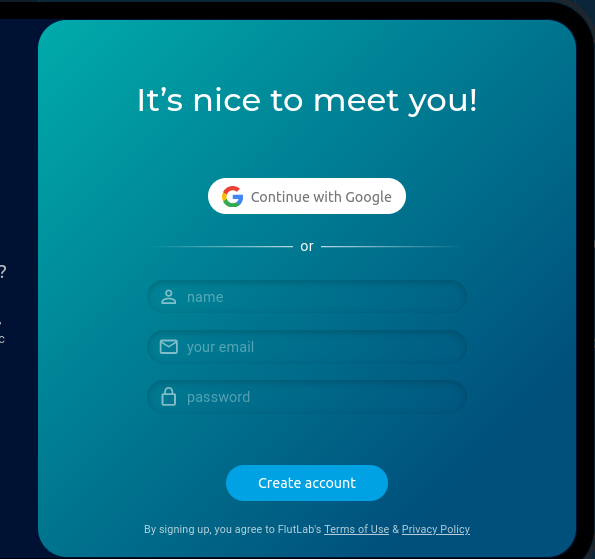 It's nice to meet you!
Continue with Google
or
?
name
c
your email
password
Create account
By signing up, you agree to FlutLab's Terms of Use & Privacy Policy